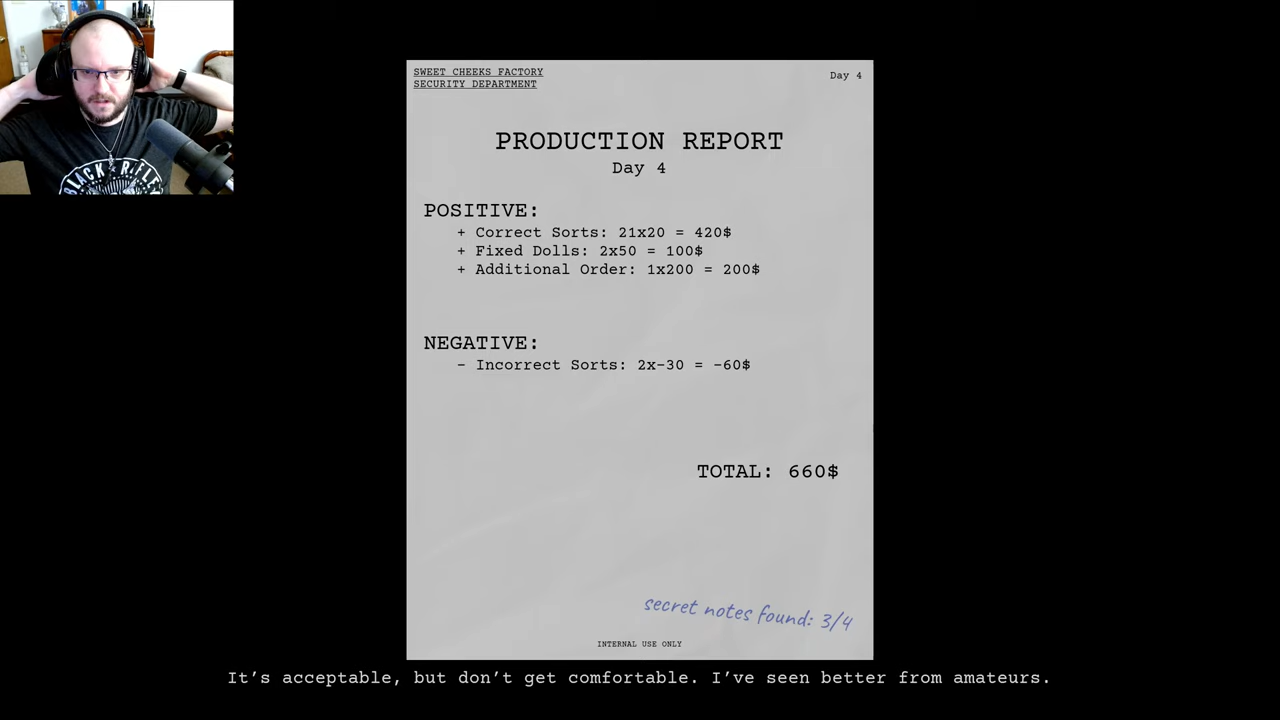 SWEET CHEEKS FACTORY
SECURITY DEPARTMENT
Day 4
PRODUCTION REPORT
Day 4
POSITIVE:
+ Correct Sorts: 21x20 = 420$
+ Fixed Dolls: 2x50 = 100$
+ Additional Order: 1x200 = 200$
NEGATIVE:
- Incorrect Sorts: 2x-30 = -60$
TOTAL: 660$
secret notes found: 3/4
INTERNAL USE ONLY
It's acceptable, but don't get comfortable. I've seen better from amateurs.
BLACK RIFLE